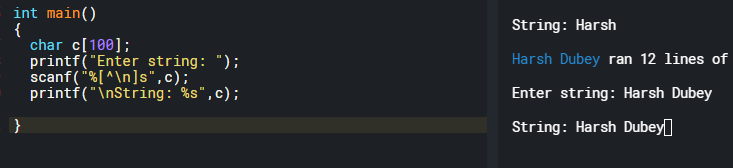 int main()
{
char c[100];
printf("Enter string: ");
scanf("%[^\n]s",c);
printf("\nString: %s",c);
}
String: Harsh
Harsh Dubey ran 12 lines of
Enter string: Harsh Dubey
String: Harsh Dubey